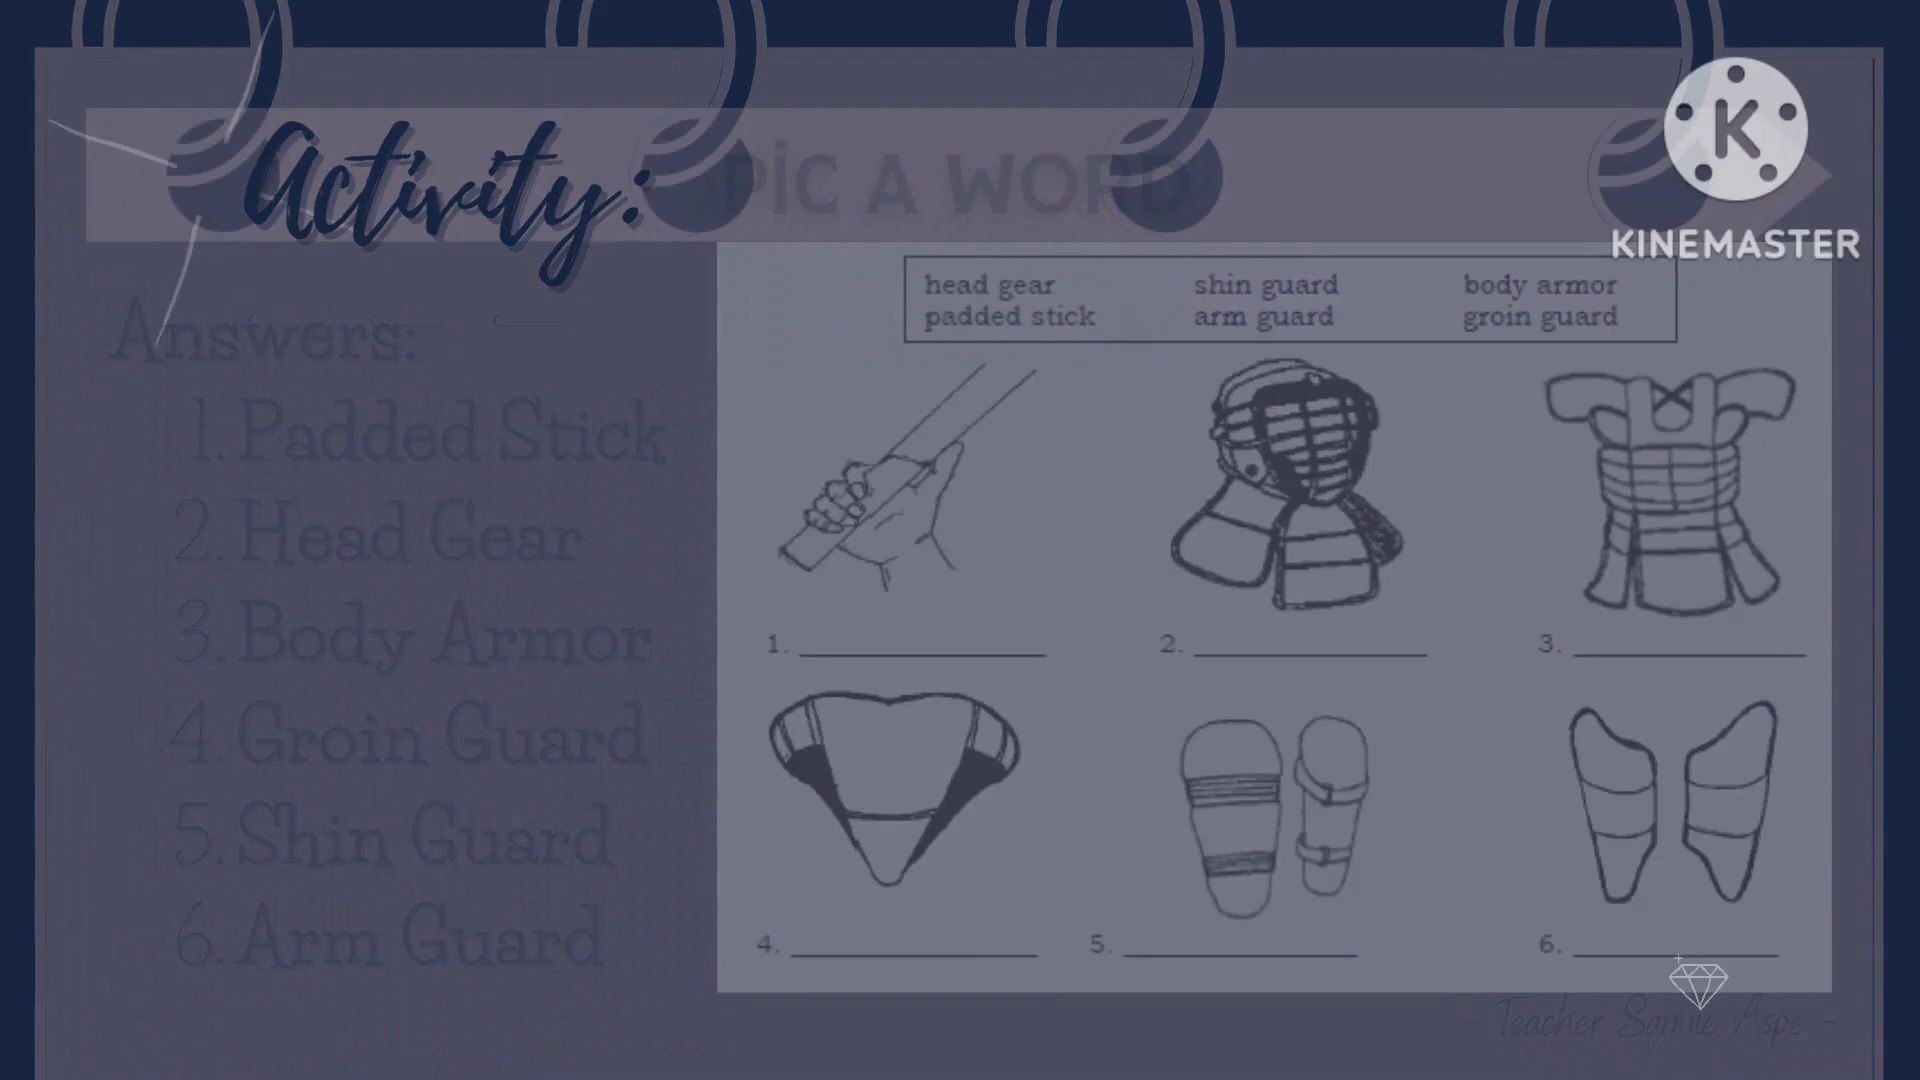 Activity: PIC A WORD
K
KINEMASTER
Answers:
1. Padded Stick
2. Head Gear
3. Body Armor
4. Groin Guard
5. Shin Guard
6. Arm Guard
head gear shin guard body armor
padded stick arm guard groin guard
1. 2. 3.
4. 5. 6.
Teacher Samile Aspe -